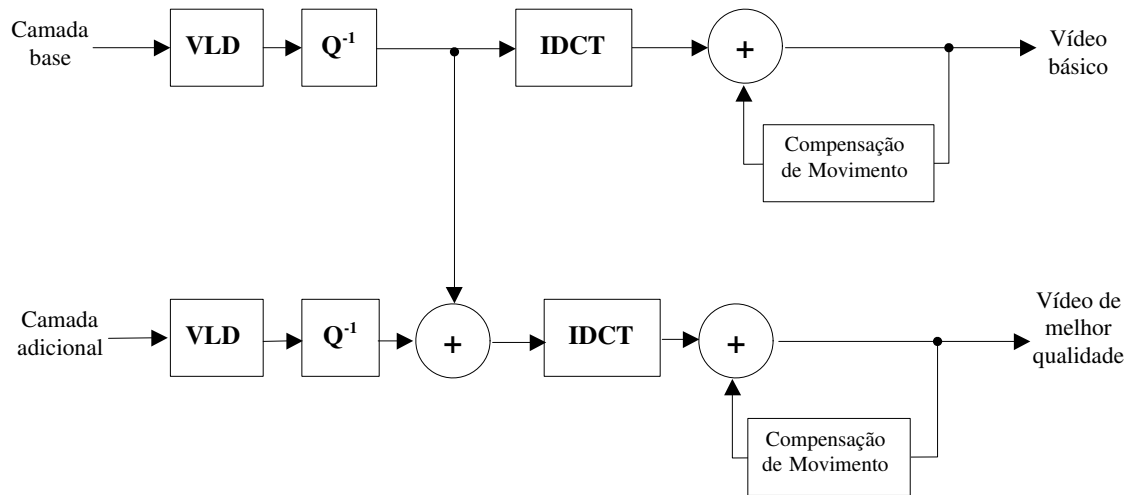 Camada
base
VLD
Q-1
IDCT
+
Vídeo
básico
Compensação
de Movimento
Camada
adicional
VLD
Q-1
+
IDCT
+
Vídeo de
melhor
qualidade
Compensação
de Movimento